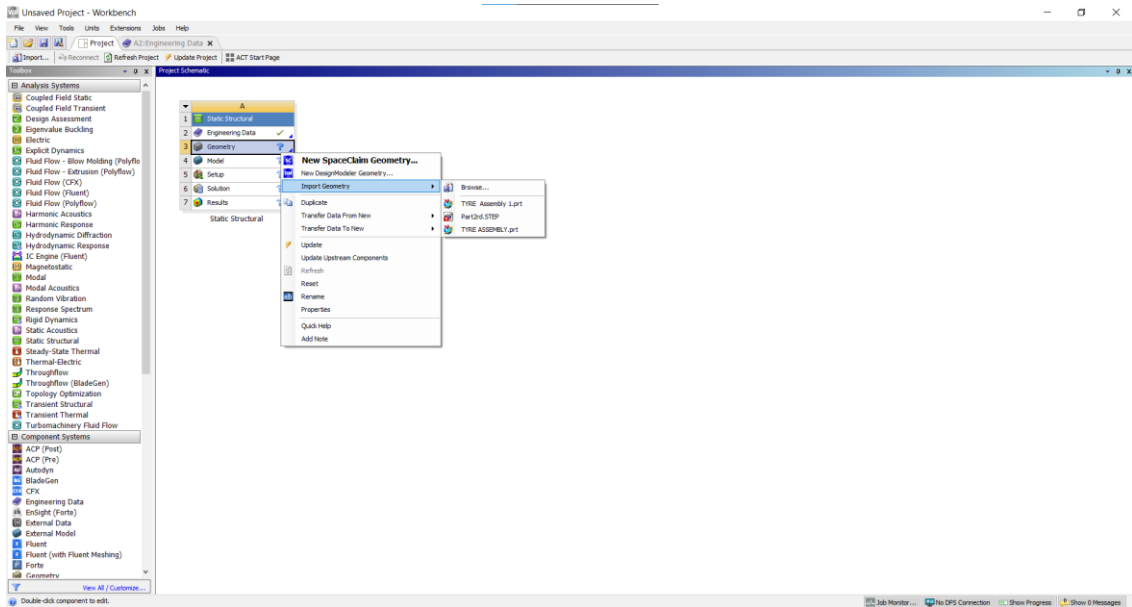 Unsaved Project - Workbench
File View Tools Units Extensions Jobs Help
Project A2:Engineering Data
Import... Reconnect Refresh Project Update Project ACT Start Page
Toolbox
Project Schematic
Analysis Systems
Coupled Field Static
Coupled Field Transient
Design Assessment
Eigenvalue Buckling
Electric
Explicit Dynamics
Fluid Flow - Blow Molding (Polyflo
Fluid Flow - Extrusion (Polyflow)
Fluid Flow (CFX)
Fluid Flow (Fluent)
Fluid Flow (Polyflow)
Harmonic Acoustics
Harmonic Response
Hydrodynamic Diffraction
Hydrodynamic Response
IC Engine (Fluent)
Magnetostatic
Modal
Modal Acoustics
Random Vibration
Response Spectrum
Rigid Dynamics
Static Acoustics
Static Structural
Steady-State Thermal
Thermal-Electric
Throughflow
Throughflow (BladeGen)
Topology Optimization
Transient Structural
Transient Thermal
Turbomachinery Fluid Flow
Component Systems
ACP (Post)
ACP (Pre)
Autodyn
BladeGen
CFX
Engineering Data
EnSight (Forte)
External Data
External Model
Fluent
Fluent (with Fluent Meshing)
Forte
Geometry
View All / Customize...
A
1 Static Structural
2 Engineering Data
3 Geometry ?
4 Model ?
5 Setup ?
6 Solution ?
7 Results ?
Static Structural
New SpaceClaim Geometry...
New DesignModeler Geometry...
Import Geometry
Duplicate
Transfer Data From New
Transfer Data To New
Update
Update Upstream Components
Refresh
Reset
Rename
Properties
Quick Help
Add Note
Browse...
TYRE Assembly 1.prt
Part2rd.STEP
TYRE ASSEMBLY.prt
Double-click component to edit.
Job Monitor... No DPS Connection Show Progress Show 0 Messages